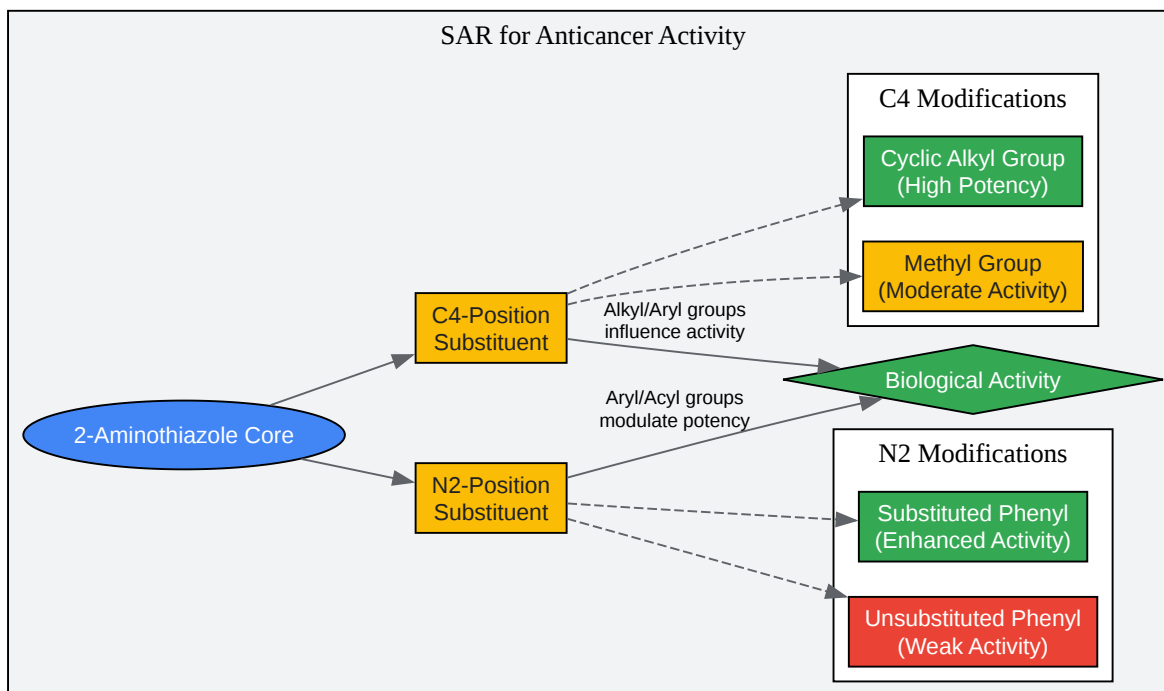 SAR for Anticancer Activity
C4 Modifications
Cyclic Alkyl Group
(High Potency)
Methyl Group
(Moderate Activity)
C4-Position
Substituent
Alkyl/Aryl groups
influence activity
Biological Activity
2-Aminothiazole Core
Aryl/Acyl groups
modulate potency
N2-Position
Substituent
N2 Modifications
Substituted Phenyl
(Enhanced Activity)
Unsubstituted Phenyl
(Weak Activity)